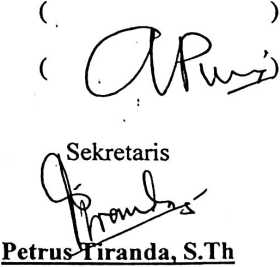 ( )
( )
Sekretaris
Petrus Tiranda, S.Th